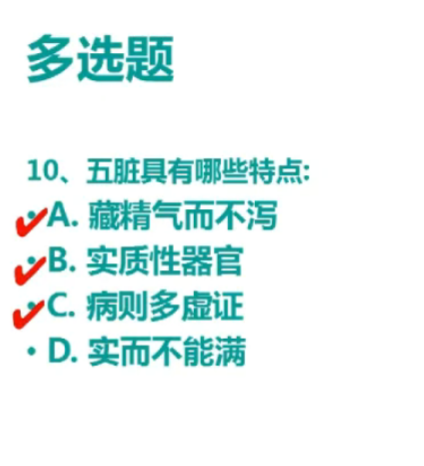 多选题
10、五脏具有哪些特点:
• A. 藏精气而不泻
• B. 实质性器官
• C. 病则多虚证
• D. 实而不能满